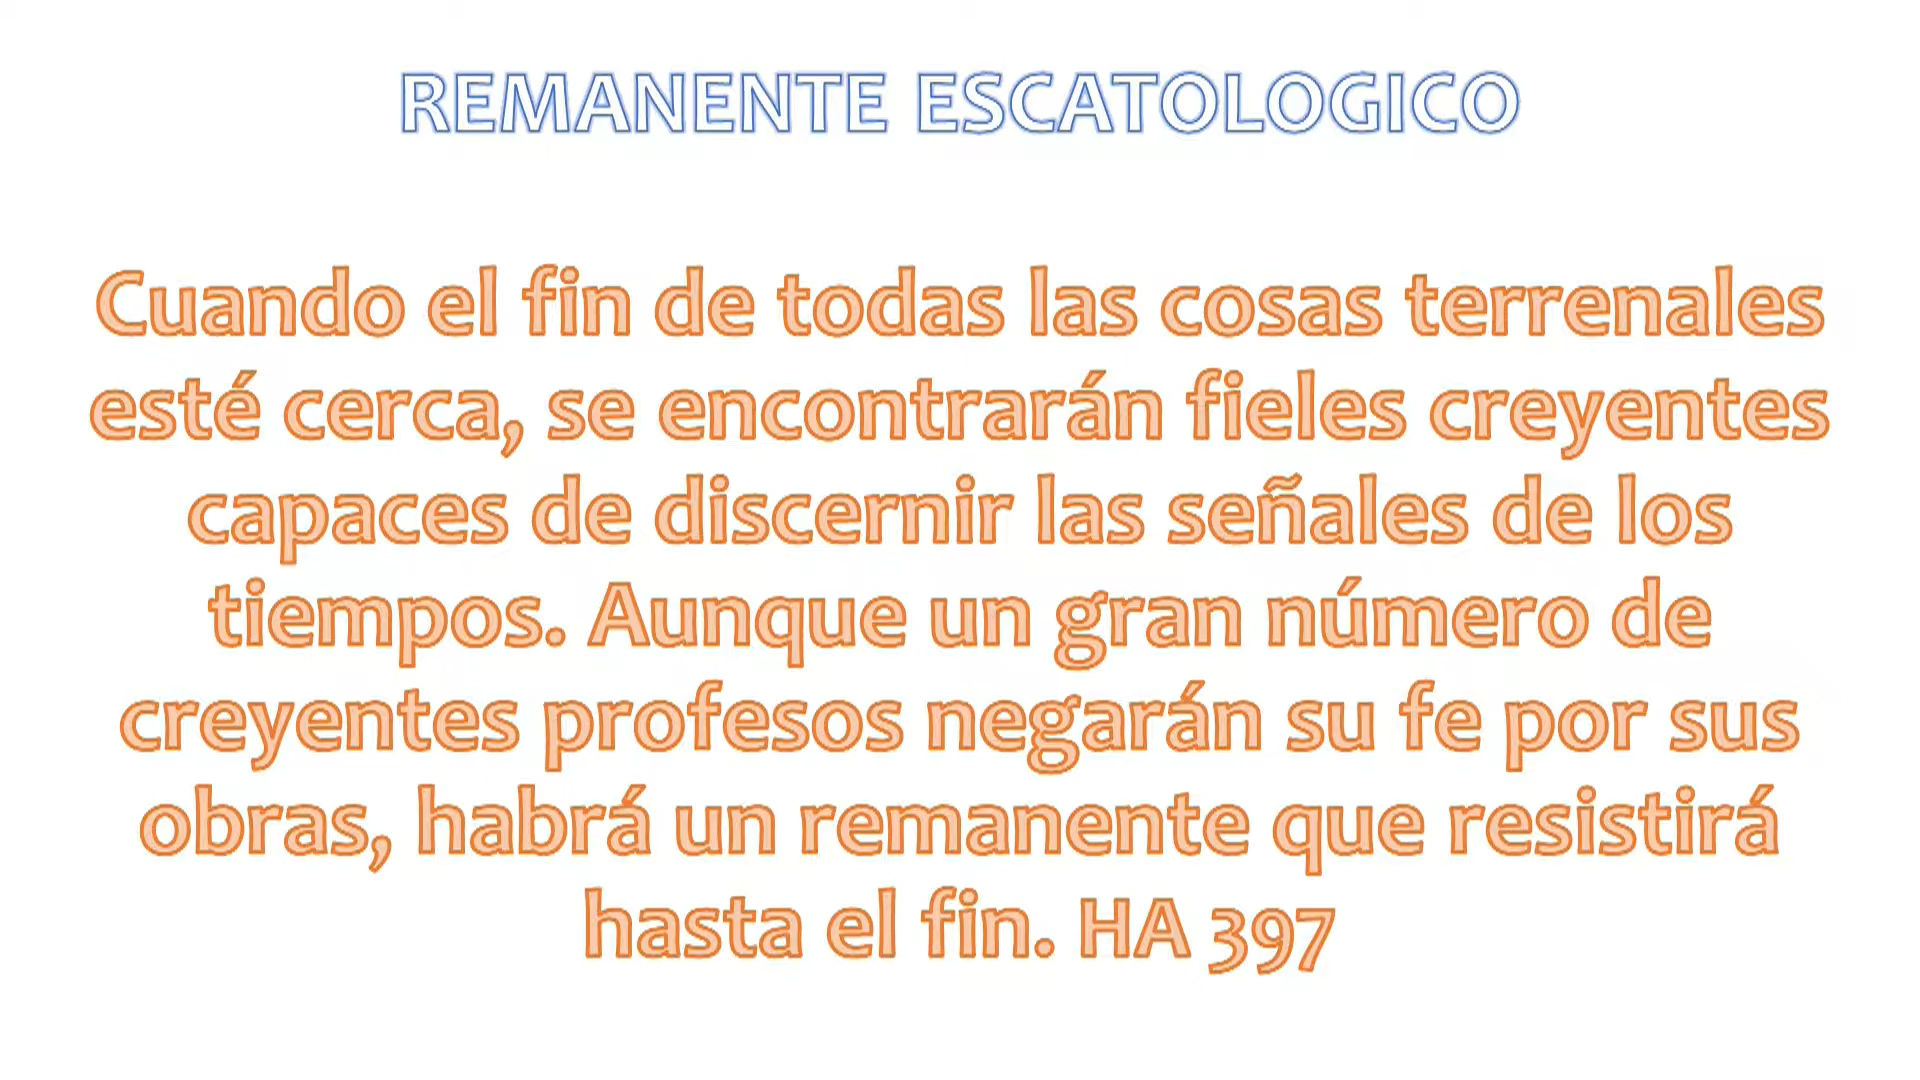 REMANENTE ESCATOLOGICO
Cuando el fin de todas las cosas terrenales
esté cerca, se encontrarán fieles creyentes
capaces de discernir las señales de los
tiempos. Aunque un gran número de
creyentes profesos negarán su fe por sus
obras, habrá un remanente que resistirá
hasta el fin. HA 397